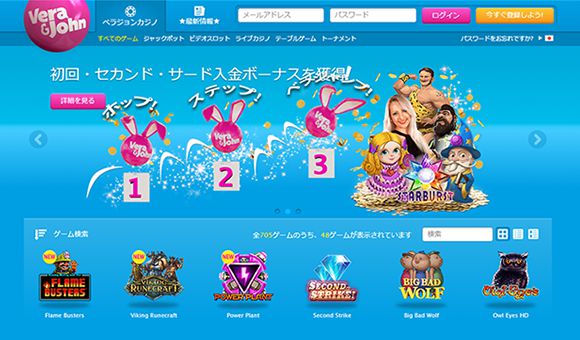 Vera
&John
ベラジョンカジノ
★最新情報★
メールアドレス
パスワード
ログイン
今すぐ登録しよう!
すべてのゲーム ジャックポット ビデオスロット ライブカジノ テーブルゲーム トーナメント
パスワードをお忘れですか?
初回・セカンド・サード入金ボーナスを獲得!
詳細を見る
ホップ!
ステップ!
Vera
&John
Vera
&John
Vera
&John
1
2
3
STARBURST
ゲーム検索
全705ゲームのうち、48ゲームが表示されています
検索
NEW
FLAME
BUSTERS
NEW
VIKING
RUNECRAFT
NEW
POWER PLANT
SECOND
STRIKE!
BIG BAD
WOLF
Owl Eyes
Flame Busters
Viking Runecraft
Power Plant
Second Strike
Big Bad Wolf
Owl Eyes HD